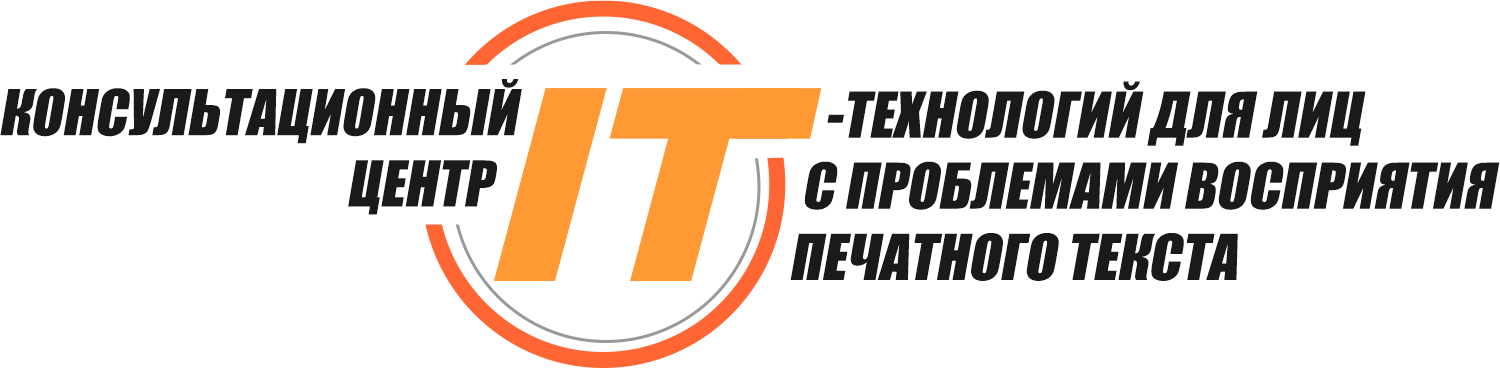 КОНСУЛЬТАЦИОННЫЙ
ЦЕНТР
IT
-ТЕХНОЛОГИЙ ДЛЯ ЛИЦ
С ПРОБЛЕМАМИ ВОСПРИЯТИЯ
ПЕЧАТНОГО ТЕКСТА